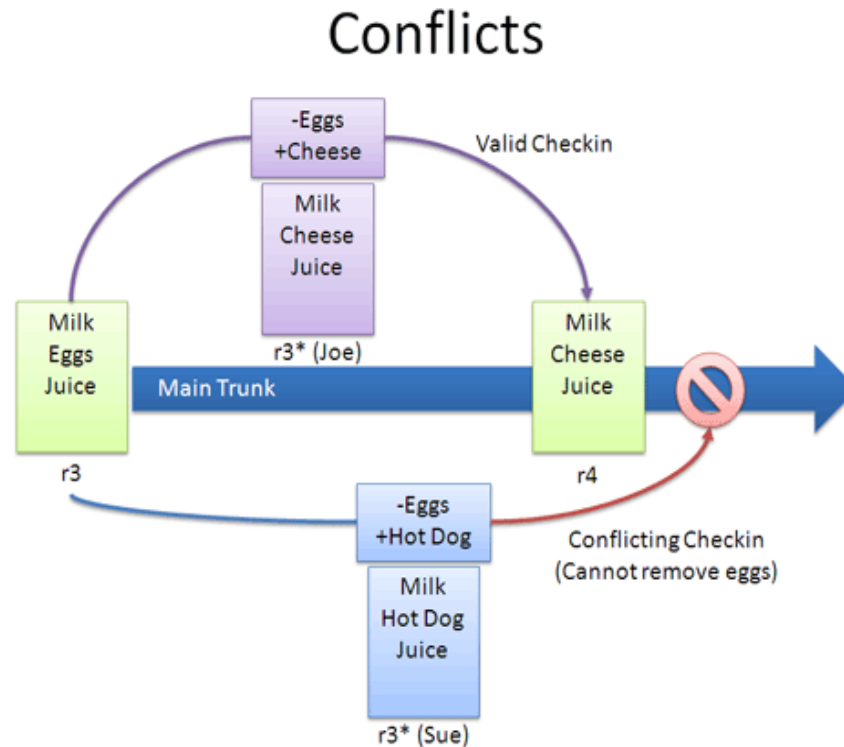 Conflicts
-Eggs
+Cheese
Valid Checkin
Milk
Cheese
Juice
r3* (Joe)
Milk
Eggs
Juice
r3
Main Trunk
Milk
Cheese
Juice
r4
-Eggs
+Hot Dog
Conflicting Checkin
(Cannot remove eggs)
Milk
Hot Dog
Juice
r3* (Sue)